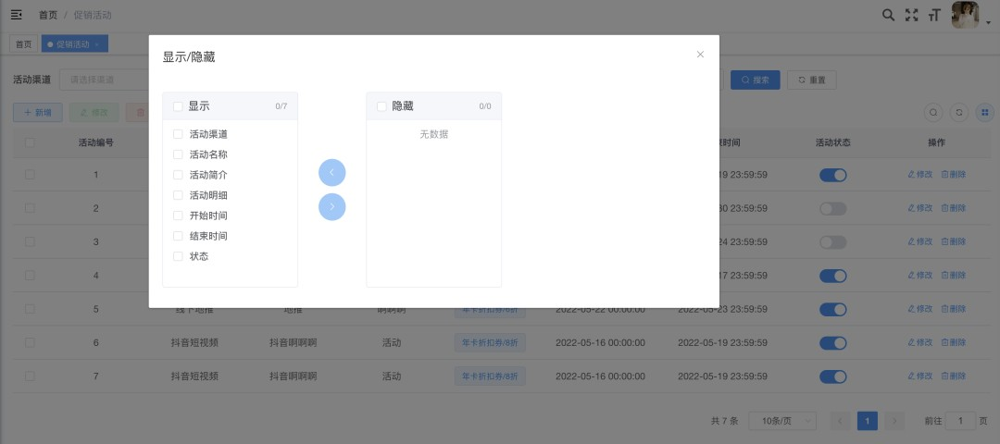 首页 / 促销活动
首页
促销活动 ×
活动渠道 请选择渠道
搜索 重置
+ 新增 修改
显示/隐藏
显示 0/7
活动渠道
活动名称
活动简介
活动明细
开始时间
结束时间
状态
隐藏 0/0
无数据
活动编号 束时间 活动状态 操作
1 19 23:59:59 修改 删除
2 30 23:59:59 修改 删除
3 24 23:59:59 修改 删除
4 17 23:59:59 修改 删除
5 线下地推 地推 啊啊啊 年卡折扣券/6折 2022-05-22 00:00:00 2022-05-23 23:59:59 修改 删除
6 抖音短视频 抖音啊啊啊 活动 年卡折扣券/8折 2022-05-16 00:00:00 2022-05-19 23:59:59 修改 删除
7 抖音短视频 抖音啊啊啊 活动 年卡折扣券/8折 2022-05-16 00:00:00 2022-05-19 23:59:59 修改 删除
共 7 条 10条/页 1 前往 1 页